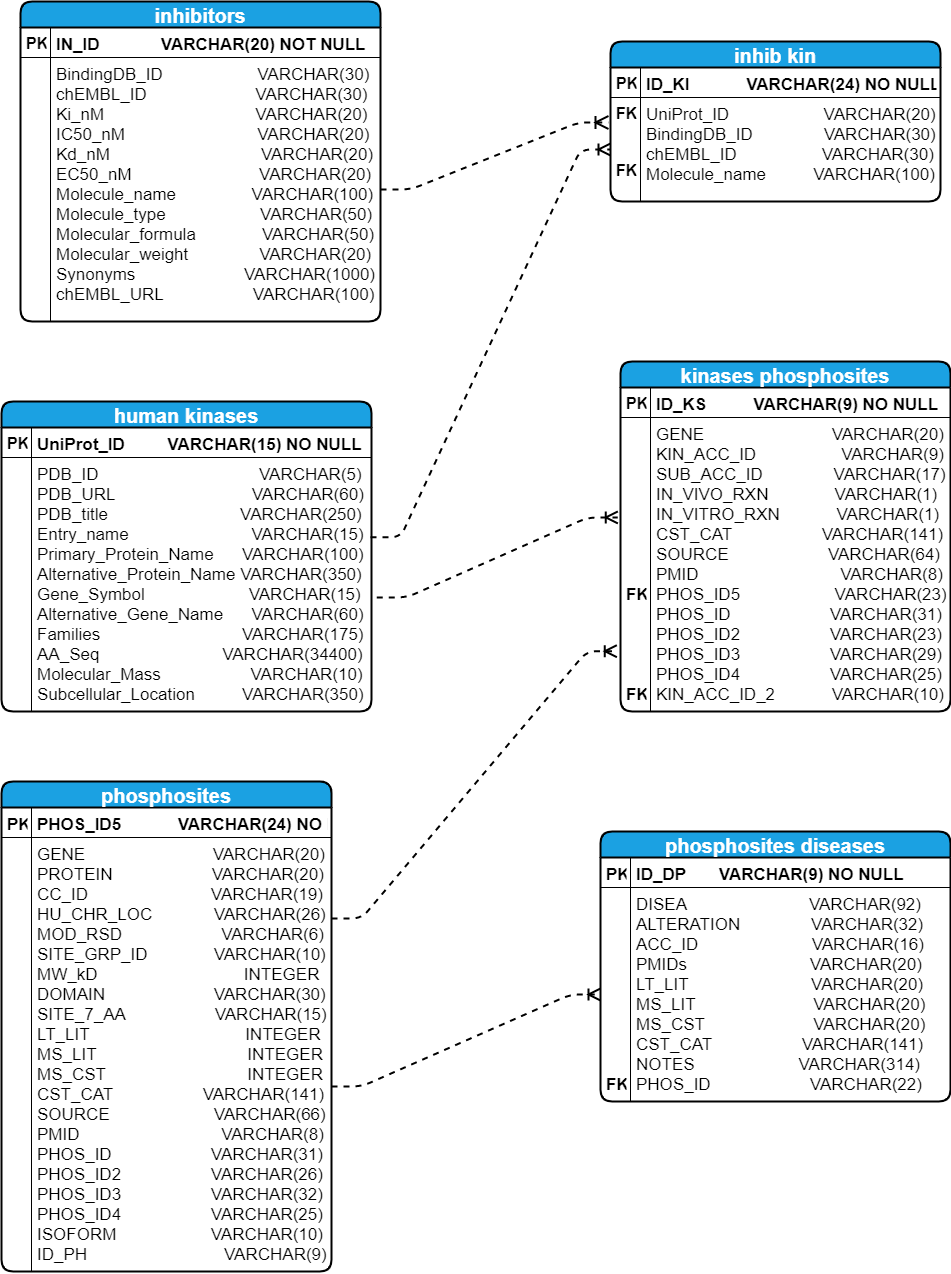 inhibitors
PK IN_ID VARCHAR(20) NOT NULL
BindingDB_ID VARCHAR(30)
chEMBL_ID VARCHAR(30)
Ki_nM VARCHAR(20)
IC50_nM VARCHAR(20)
Kd_nM VARCHAR(20)
EC50_nM VARCHAR(20)
Molecule_name VARCHAR(100)
Molecule_type VARCHAR(50)
Molecular_formula VARCHAR(50)
Molecular_weight VARCHAR(20)
Synonyms VARCHAR(1000)
chEMBL_URL VARCHAR(100)
inhib kin
PK ID_KI VARCHAR(24) NO NULL
FK UniProt_ID VARCHAR(20)
BindingDB_ID VARCHAR(30)
chEMBL_ID VARCHAR(30)
FK Molecule_name VARCHAR(100)
human kinases
PK UniProt_ID VARCHAR(15) NO NULL
PDB_ID VARCHAR(5)
PDB_URL VARCHAR(60)
PDB_title VARCHAR(250)
Entry_name VARCHAR(15)
Primary_Protein_Name VARCHAR(100)
Alternative_Protein_Name VARCHAR(350)
Gene_Symbol VARCHAR(15)
Alternative_Gene_Name VARCHAR(60)
Families VARCHAR(175)
AA_Seq VARCHAR(34400)
Molecular_Mass VARCHAR(10)
Subcellular_Location VARCHAR(350)
kinases phosphosites
PK ID_KS VARCHAR(9) NO NULL
GENE VARCHAR(20)
KIN_ACC_ID VARCHAR(9)
SUB_ACC_ID VARCHAR(17)
IN_VIVO_RXN VARCHAR(1)
IN_VITRO_RXN VARCHAR(1)
CST_CAT VARCHAR(141)
SOURCE VARCHAR(64)
PMID VARCHAR(8)
FK PHOS_ID5 VARCHAR(23)
PHOS_ID VARCHAR(31)
PHOS_ID2 VARCHAR(23)
PHOS_ID3 VARCHAR(29)
PHOS_ID4 VARCHAR(25)
FK KIN_ACC_ID_2 VARCHAR(10)
phosphosites
PK PHOS_ID5 VARCHAR(24) NO
GENE VARCHAR(20)
PROTEIN VARCHAR(20)
CC_ID VARCHAR(19)
HU_CHR_LOC VARCHAR(26)
MOD_RSD VARCHAR(6)
SITE_GRP_ID VARCHAR(10)
MW_kD INTEGER
DOMAIN VARCHAR(30)
SITE_7_AA VARCHAR(15)
LT_LIT INTEGER
MS_LIT INTEGER
MS_CST INTEGER
CST_CAT VARCHAR(141)
SOURCE VARCHAR(66)
PMID VARCHAR(8)
PHOS_ID VARCHAR(31)
PHOS_ID2 VARCHAR(26)
PHOS_ID3 VARCHAR(32)
PHOS_ID4 VARCHAR(25)
ISOFORM VARCHAR(10)
ID_PH VARCHAR(9)
phosphosites diseases
PK ID_DP VARCHAR(9) NO NULL
DISEA VARCHAR(92)
ALTERATION VARCHAR(32)
ACC_ID VARCHAR(16)
PMIDs VARCHAR(20)
LT_LIT VARCHAR(20)
MS_LIT VARCHAR(20)
MS_CST VARCHAR(20)
CST_CAT VARCHAR(141)
NOTES VARCHAR(314)
FK PHOS_ID VARCHAR(22)